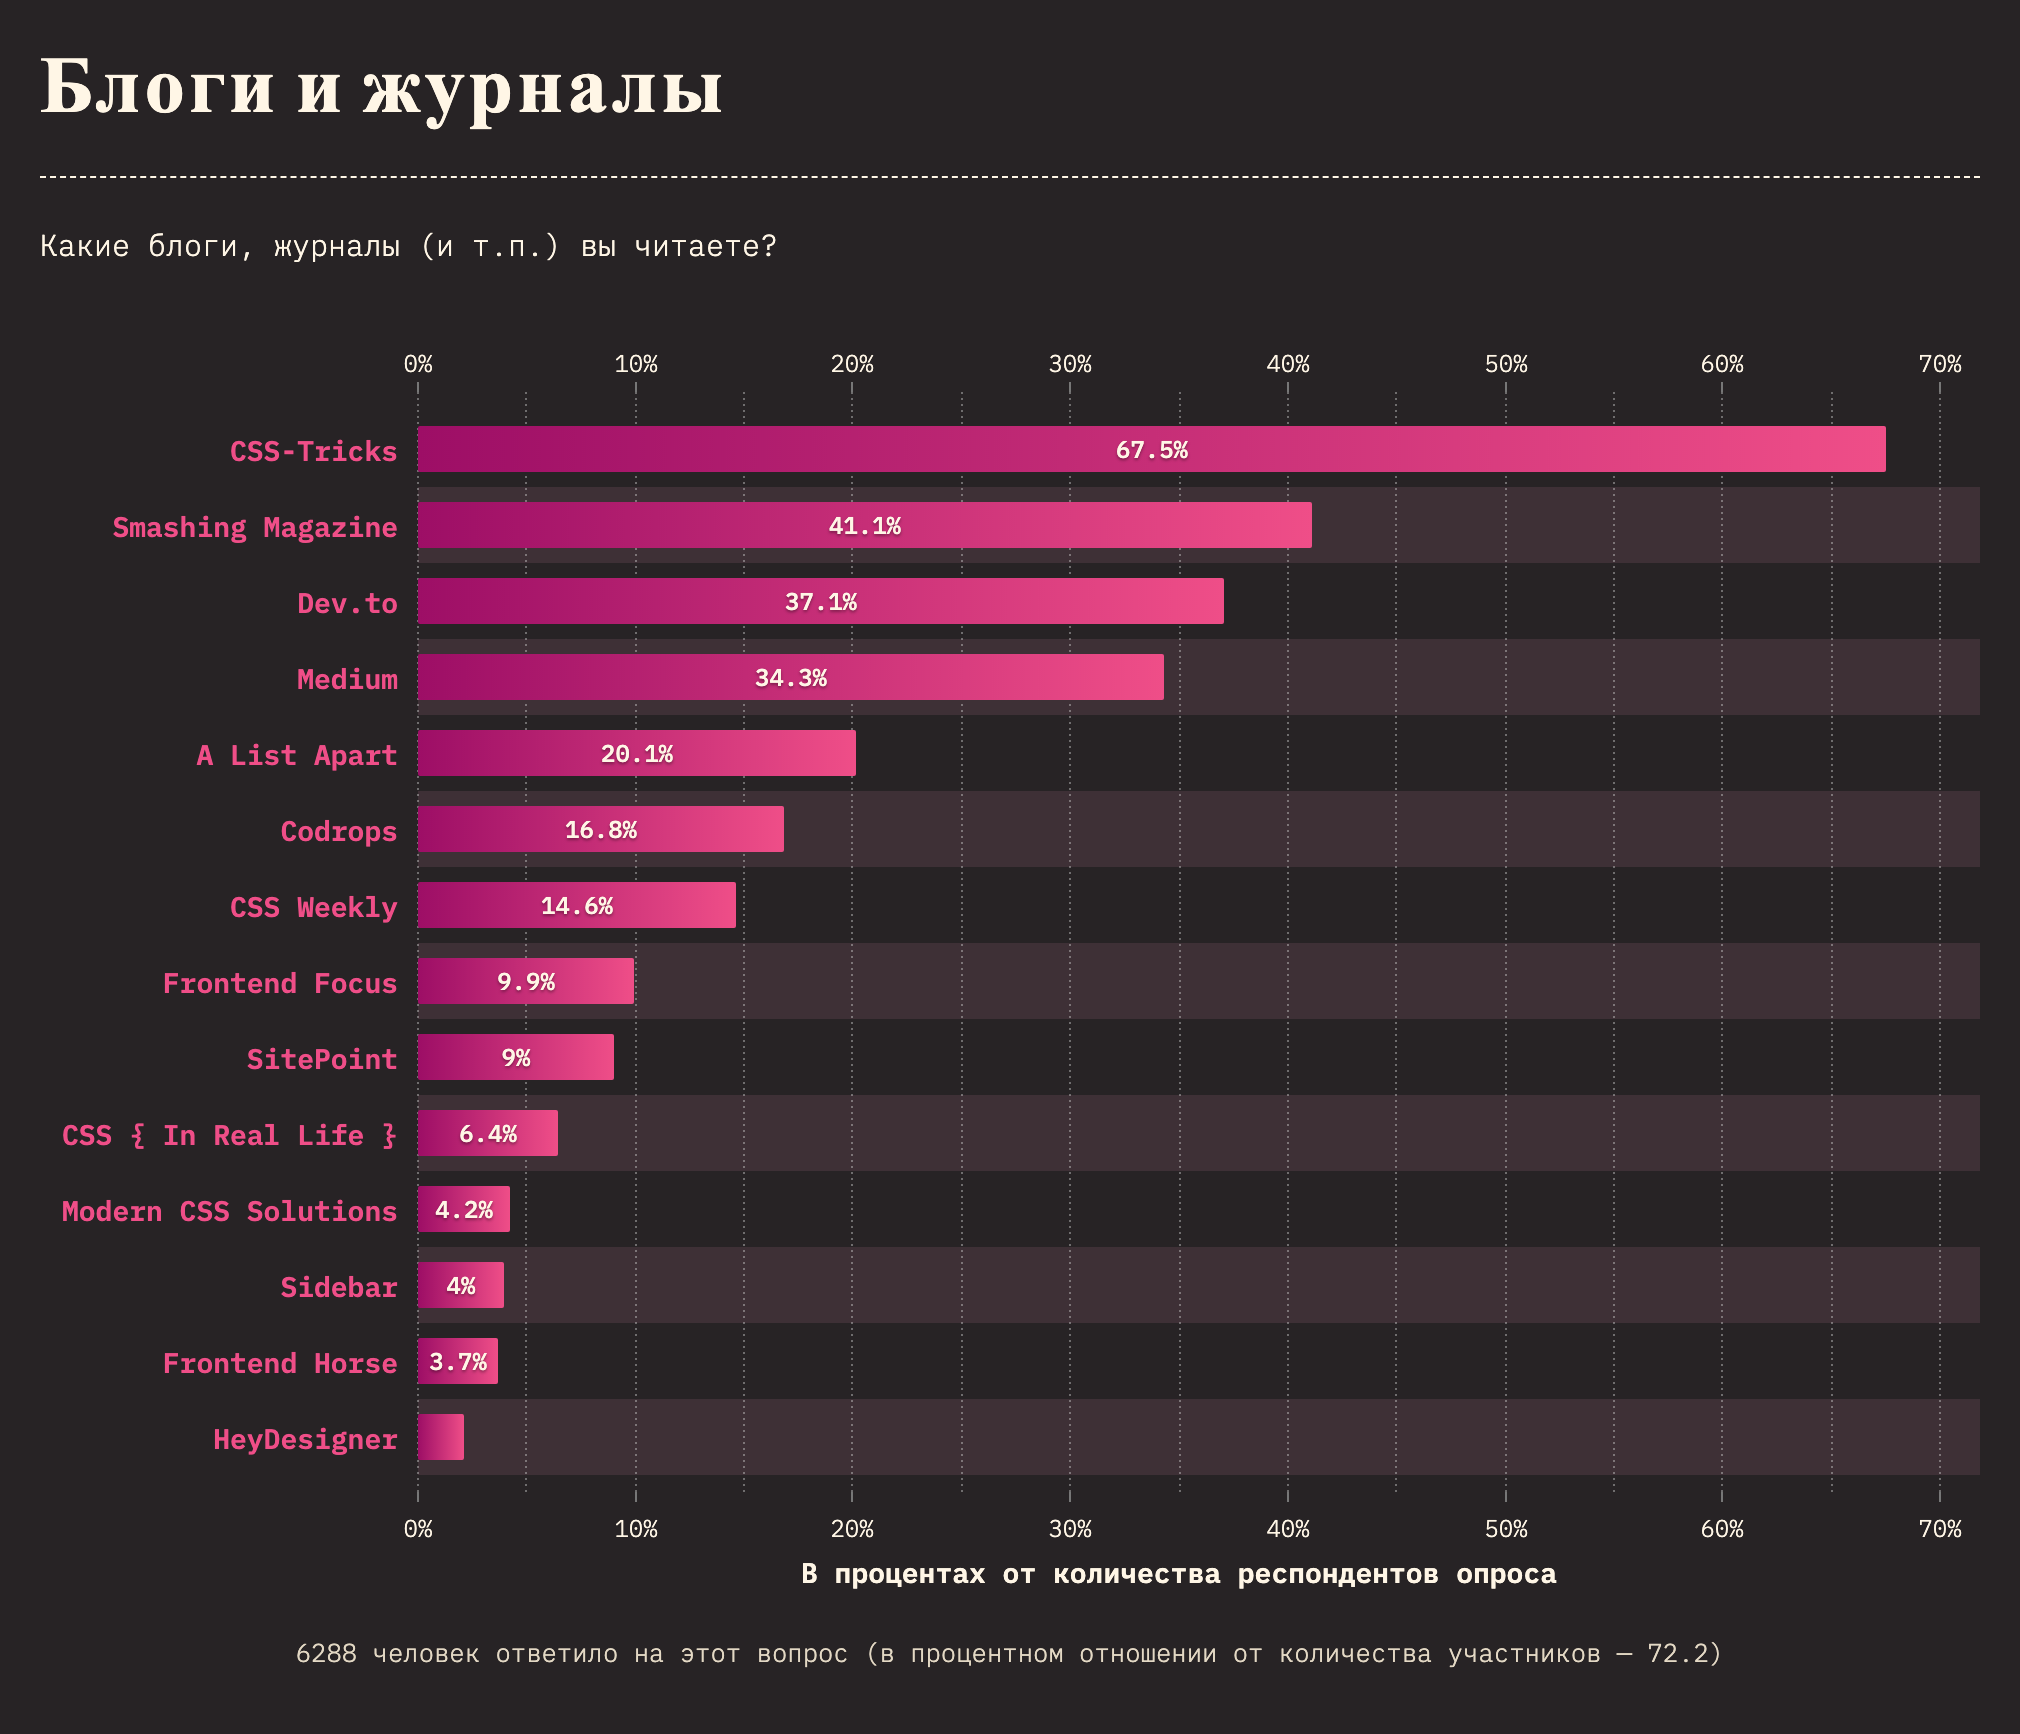 Блоги и журналы
Какие блоги, журналы (и т.п.) вы читаете?
0% 10% 20% 30% 40% 50% 60% 70%
CSS-Tricks 67.5%
Smashing Magazine 41.1%
Dev.to 37.1%
Medium 34.3%
A List Apart 20.1%
Codrops 16.8%
CSS Weekly 14.6%
Frontend Focus 9.9%
SitePoint 9%
CSS { In Real Life } 6.4%
Modern CSS Solutions 4.2%
Sidebar 4%
Frontend Horse 3.7%
HeyDesigner
0% 10% 20% 30% 40% 50% 60% 70%
В процентах от количества респондентов опроса
6288 человек ответило на этот вопрос (в процентном отношении от количества участников — 72.2)